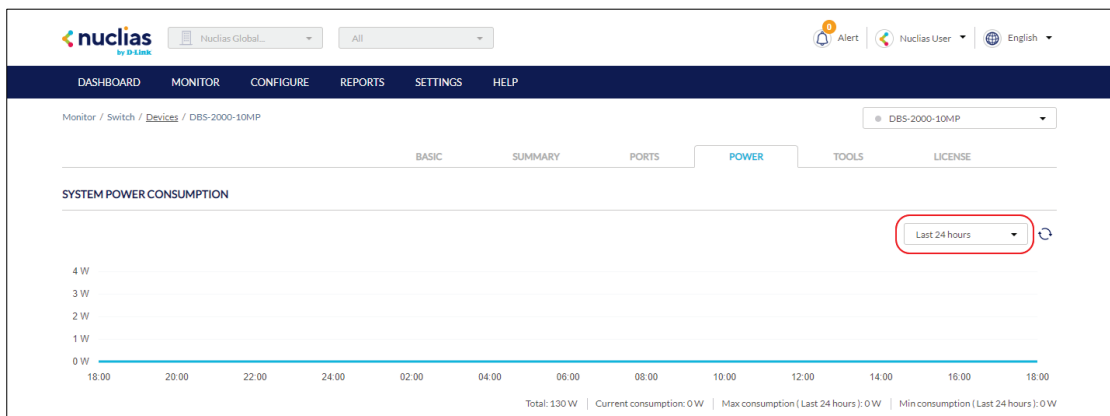 nuclias
by D-Link
Nuclias Global...
All
0
Alert
Nuclias User
English
DASHBOARD MONITOR CONFIGURE REPORTS SETTINGS HELP
Monitor / Switch / Devices / DBS-2000-10MP
DBS-2000-10MP
BASIC SUMMARY PORTS POWER TOOLS LICENSE
SYSTEM POWER CONSUMPTION
Last 24 hours
4 W
3 W
2 W
1 W
0 W
18:00 20:00 22:00 24:00 02:00 04:00 06:00 08:00 10:00 12:00 14:00 16:00 18:00
Total: 130 W | Current consumption: 0 W | Max consumption ( Last 24 hours ): 0 W | Min consumption ( Last 24 hours ): 0 W